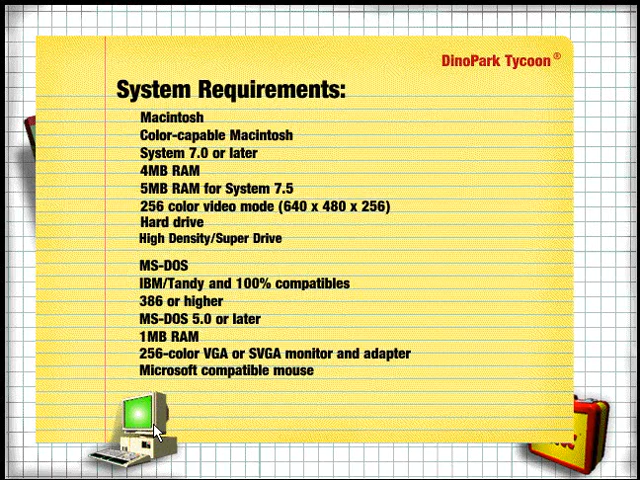 DinoPark Tycoon®
System Requirements:
Macintosh
Color-capable Macintosh
System 7.0 or later
4MB RAM
5MB RAM for System 7.5
256 color video mode (640 x 480 x 256)
Hard drive
High Density/Super Drive
MS-DOS
IBM/Tandy and 100% compatibles
386 or higher
MS-DOS 5.0 or later
1MB RAM
256-color VGA or SVGA monitor and adapter
Microsoft compatible mouse